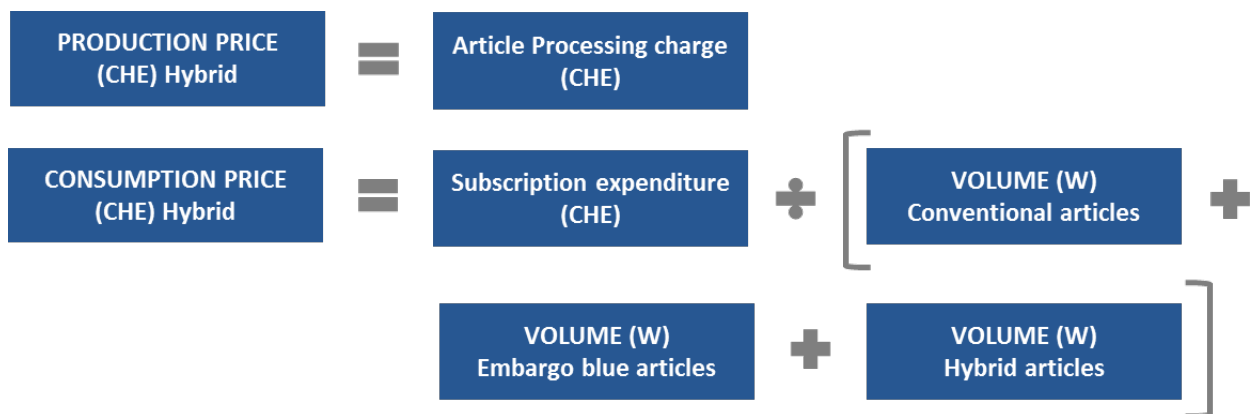 PRODUCTION PRICE
(CHE) Hybrid
=
Article Processing charge
(CHE)
CONSUMPTION PRICE
(CHE) Hybrid
=
Subscription expenditure
(CHE)
÷
[
VOLUME (W)
Conventional articles
+
VOLUME (W)
Embargo blue articles
+
VOLUME (W)
Hybrid articles
]